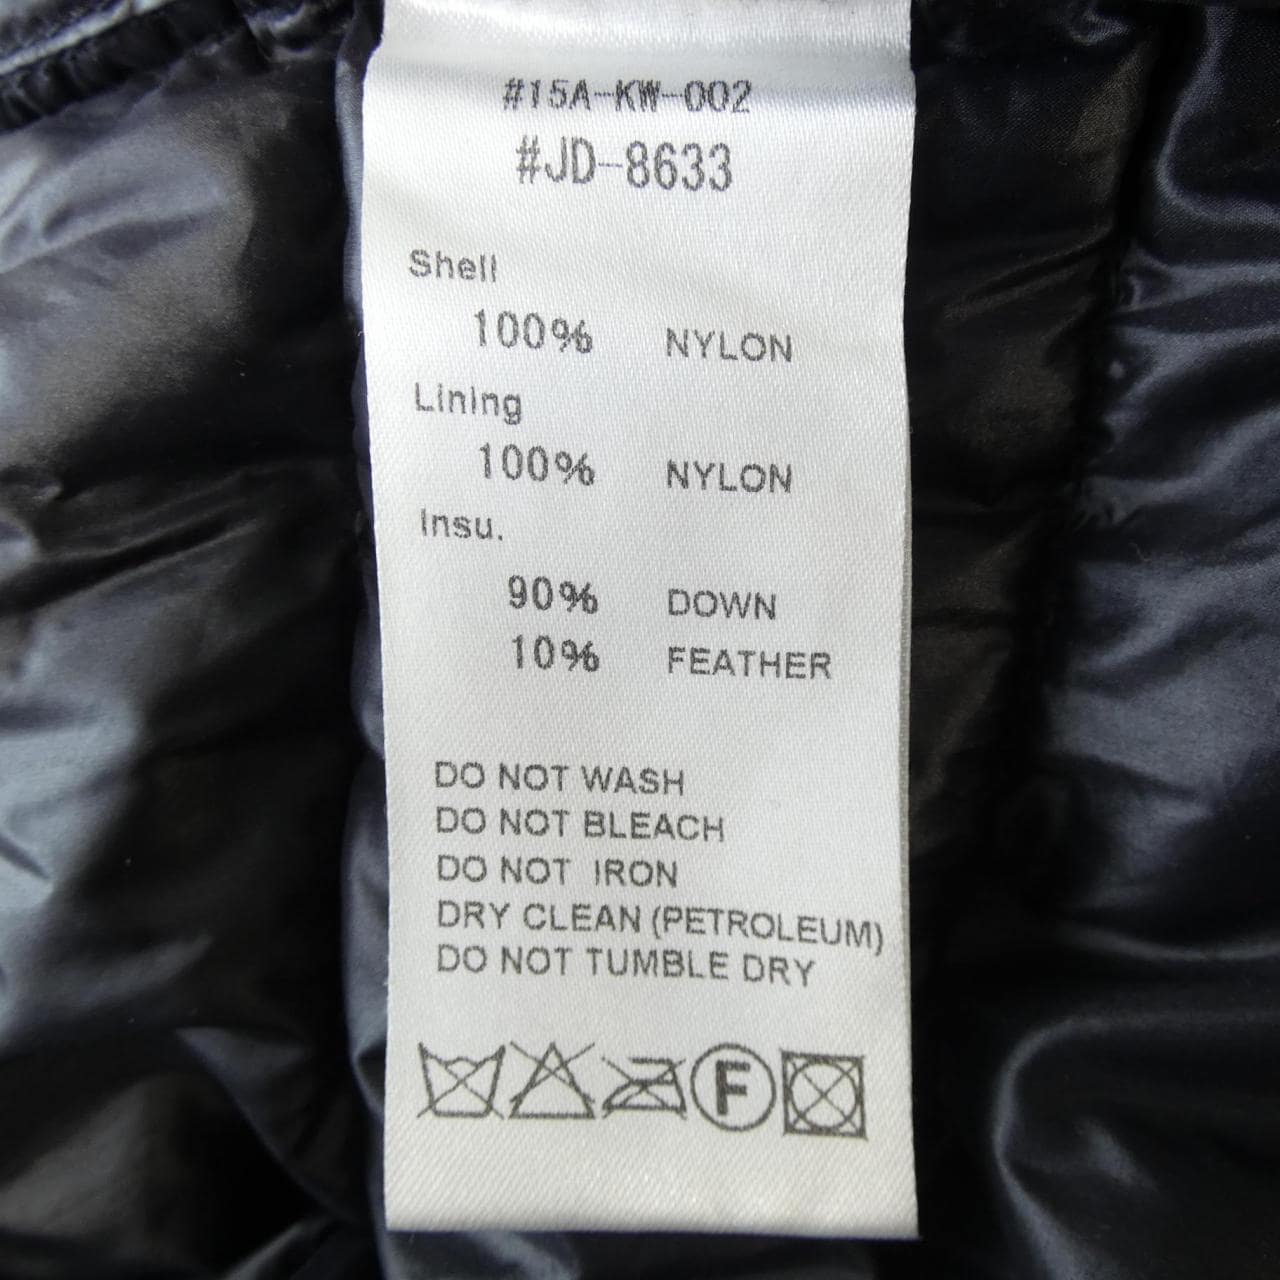 #15A-KW-002
#JD-8633
Shell
100% NYLON
Lining
100% NYLON
Insu.
90% DOWN
10% FEATHER
DO NOT WASH
DO NOT BLEACH
DO NOT IRON
DRY CLEAN (PETROLEUM)
DO NOT TUMBLE DRY
F